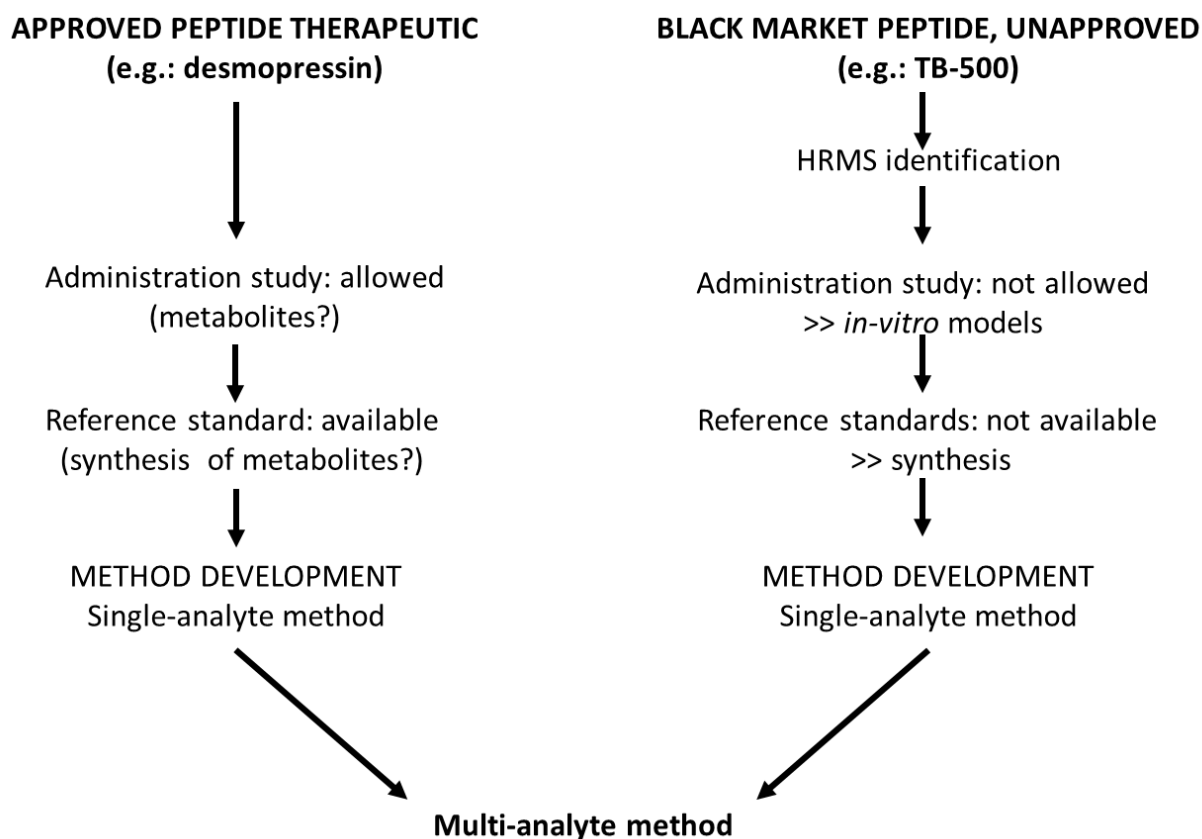 APPROVED PEPTIDE THERAPEUTIC
(e.g.: desmopressin)
Administration study: allowed
(metabolites?)
Reference standard: available
(synthesis of metabolites?)
METHOD DEVELOPMENT
Single-analyte method
BLACK MARKET PEPTIDE, UNAPPROVED
(e.g.: TB-500)
HRMS identification
Administration study: not allowed
>> in-vitro models
Reference standards: not available
>> synthesis
METHOD DEVELOPMENT
Single-analyte method
Multi-analyte method